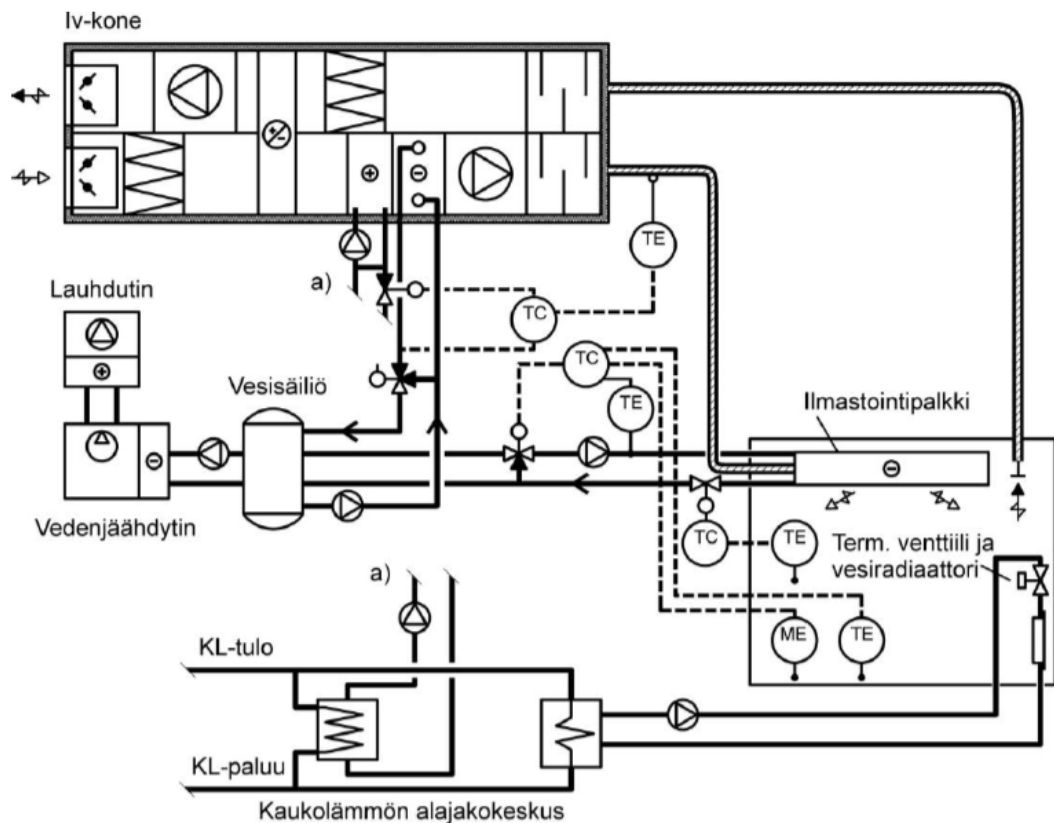 Iv-kone
TE
a)
Lauhdutin
TC
TC
Vesisäiliö
TE
Ilmastointipalkki
Vedenjäähdytin
TC
TE
Term. venttiili ja
vesiradiaattori
a)
ME
TE
KL-tulo
KL-paluu
Kaukolämmön alajakokeskus